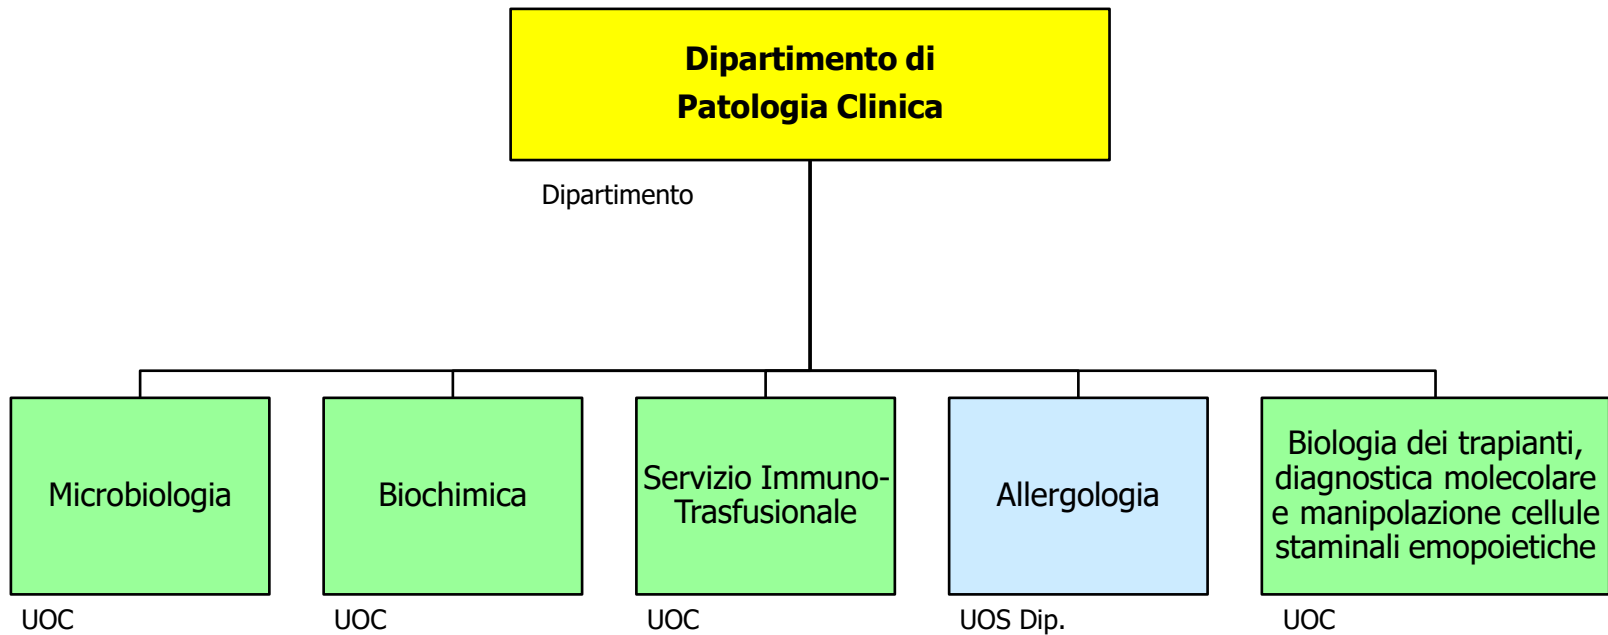 Dipartimento di
Patologia Clinica
Dipartimento
Microbiologia
UOC
Biochimica
UOC
Servizio Immuno-
Trasfusionale
UOC
Allergologia
UOS Dip.
Biologia dei trapianti,
diagnostica molecolare
e manipolazione cellule
staminali emopoietiche
UOC